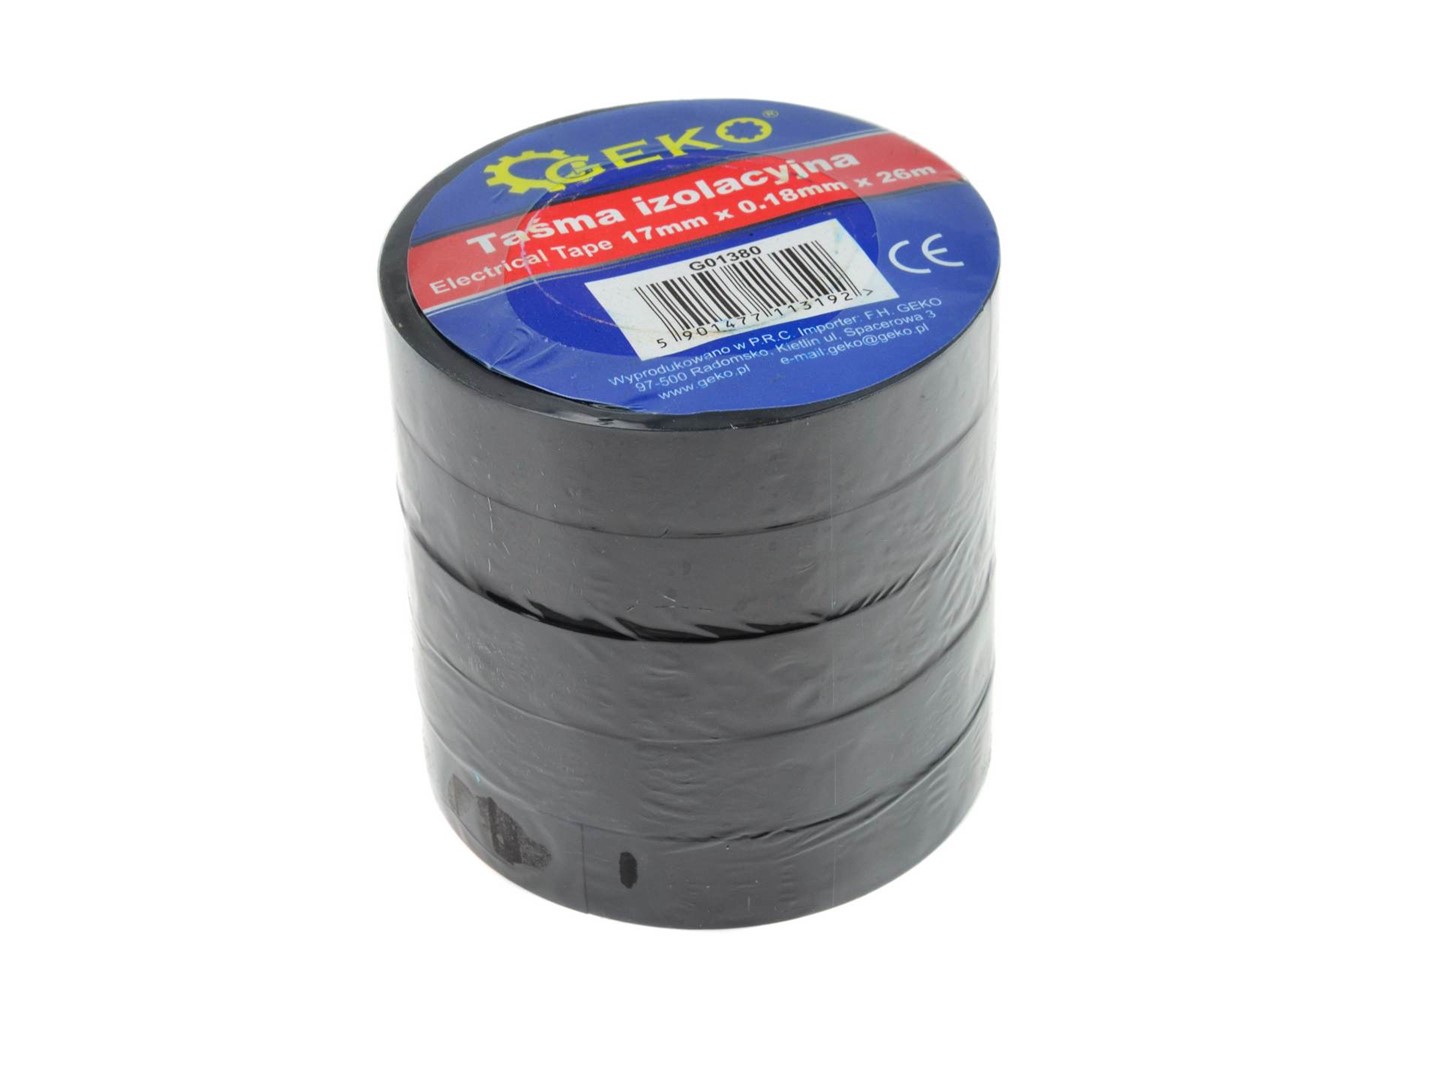 GEKO®
Taśma izolacyjna
Electrical Tape 17mm x 0.18mm x 26m
G01380
5 901477 113192 >
CE
Wyprodukowano w P.R.C. Importer: F.H. GEKO
97-500 Radomsko, Kietlin ul. Spacerowa 3
www.geko.pl e-mail:geko@geko.pl